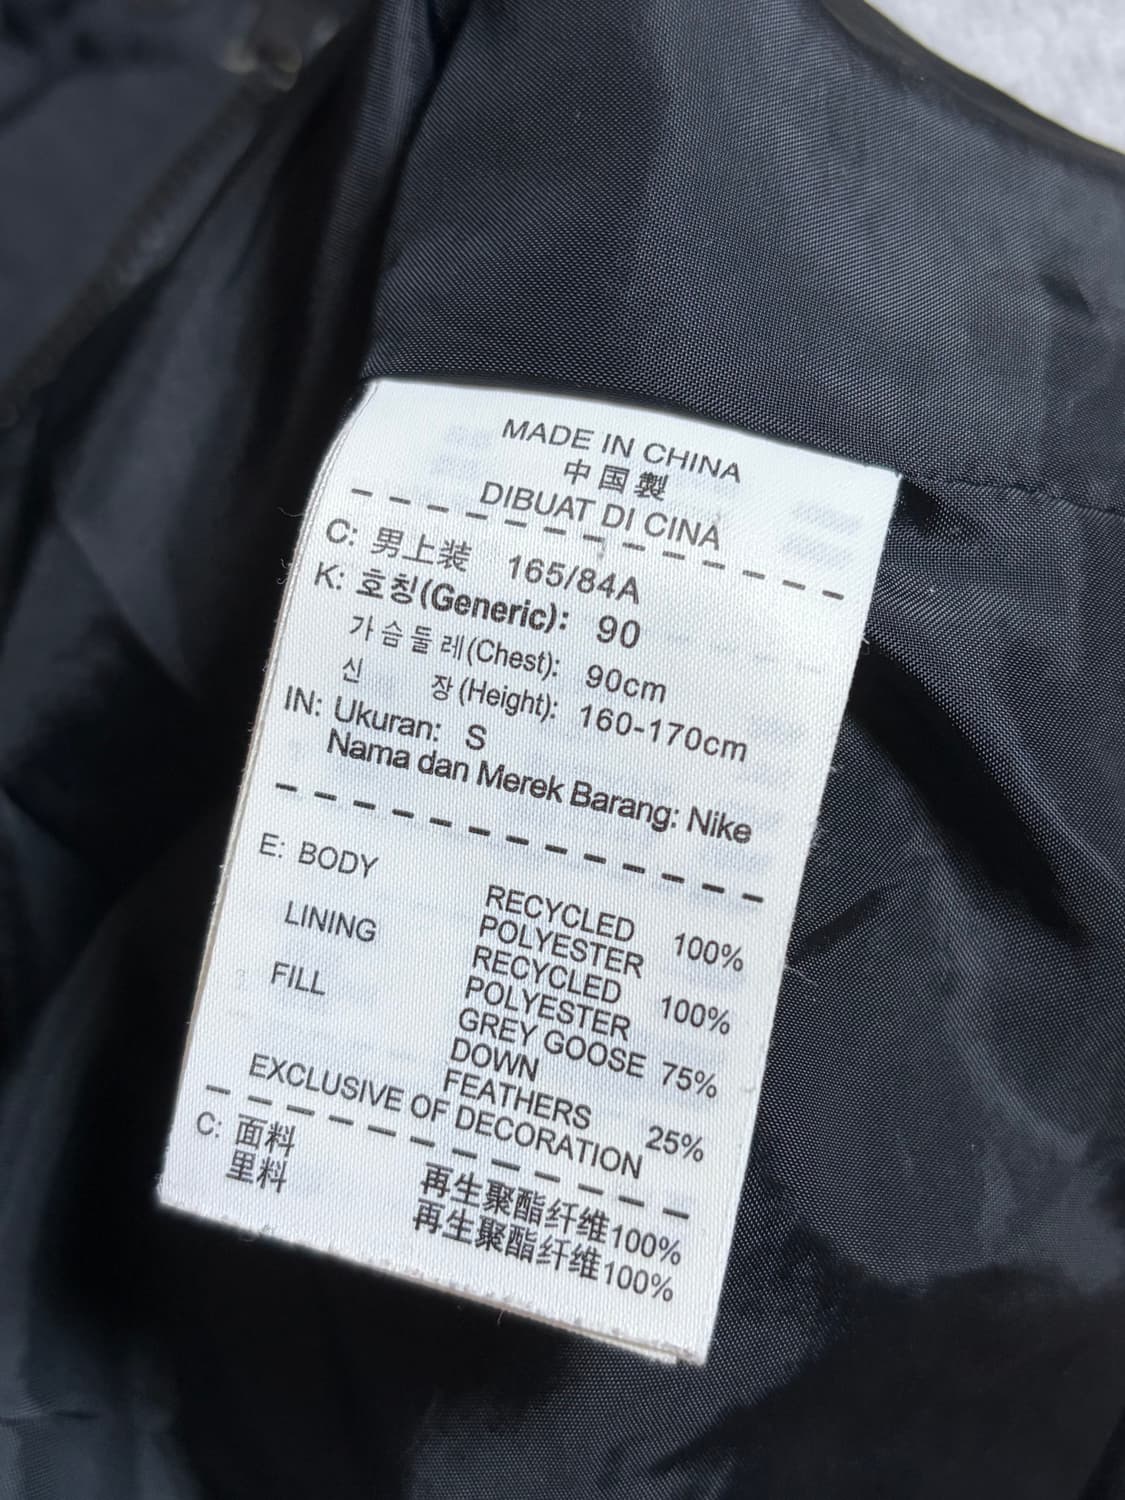 MADE IN CHINA
中国製
DIBUAT DI CINA
C: 男上装 165/84A
K: 호칭(Generic): 90
가슴둘레(Chest): 90cm
신 장(Height): 160-170cm
IN: Ukuran: S
Nama dan Merek Barang: Nike
E: BODY
RECYCLED
POLYESTER 100%
LINING
RECYCLED
POLYESTER 100%
FILL
GREY GOOSE
DOWN 75%
FEATHERS 25%
EXCLUSIVE OF DECORATION
C: 面料 再生聚酯纤维100%
里料 再生聚酯纤维100%